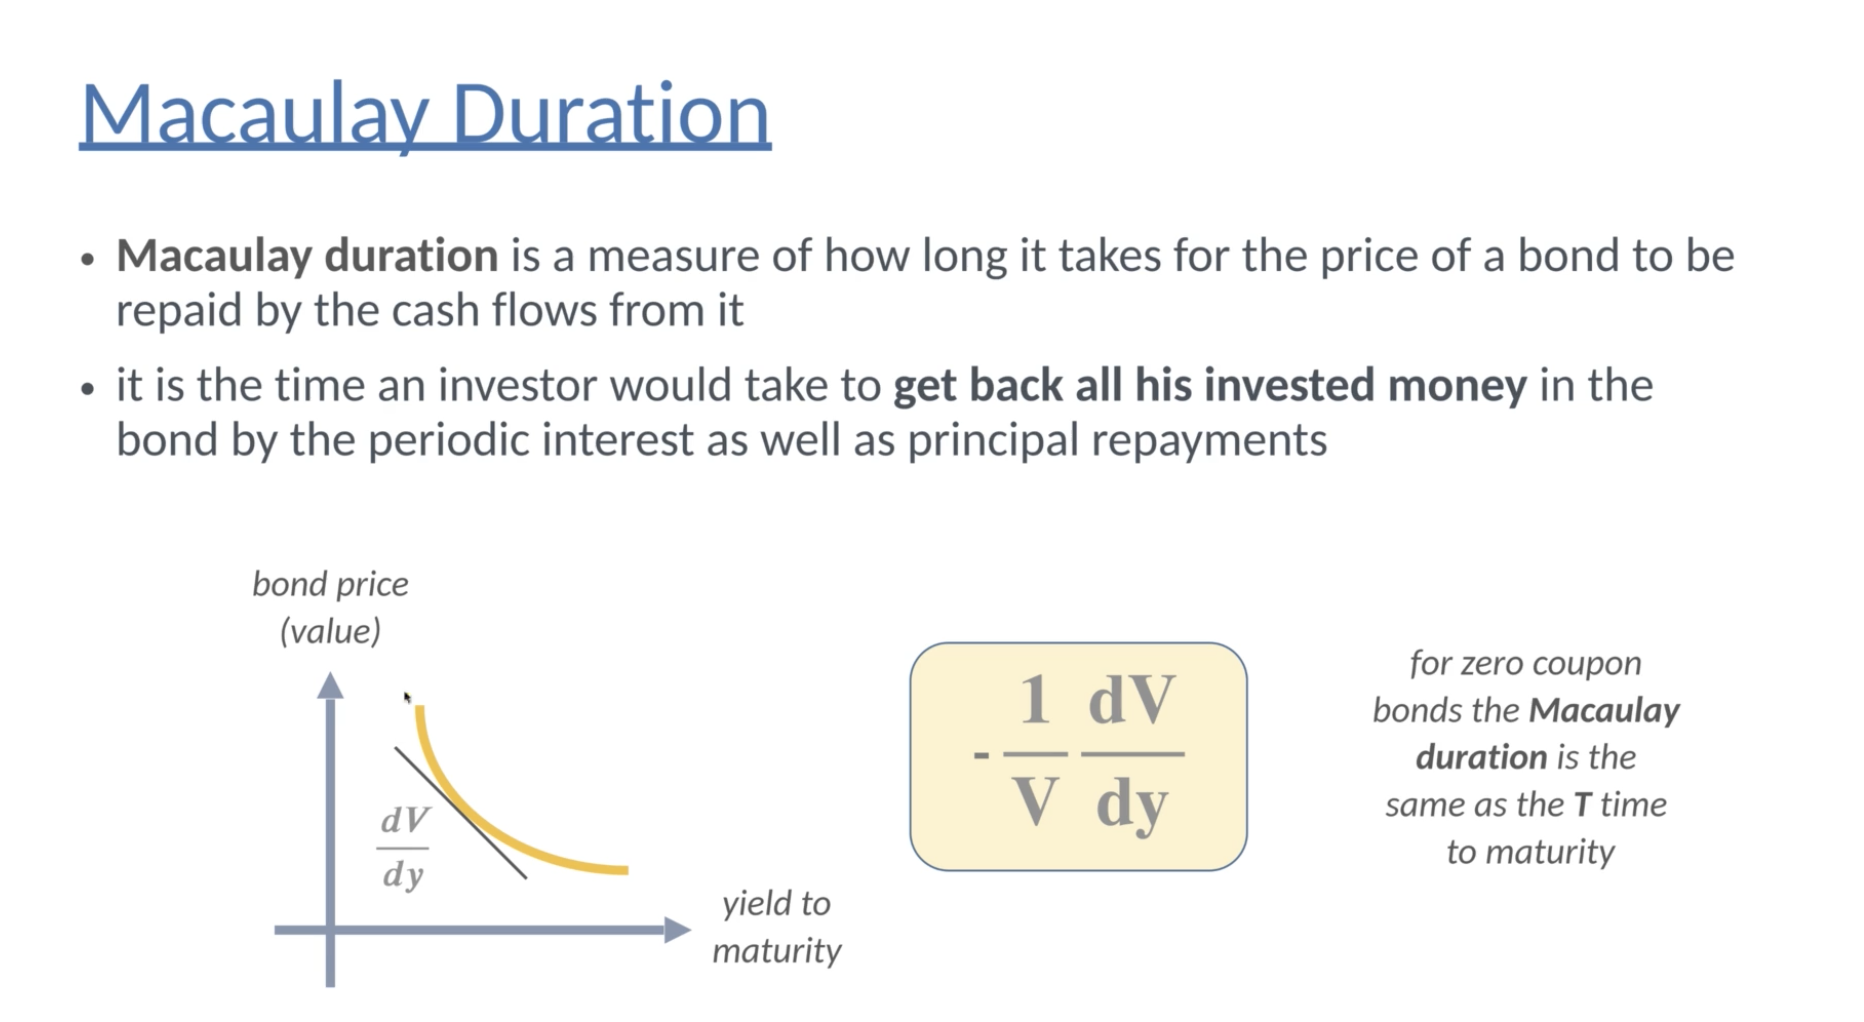 Macaulay Duration
• Macaulay duration is a measure of how long it takes for the price of a bond to be
repaid by the cash flows from it
• it is the time an investor would take to get back all his invested money in the
bond by the periodic interest as well as principal repayments
bond price
(value)
dV
dy
yield to
maturity
1 dV
-
V dy
for zero coupon
bonds the Macaulay
duration is the
same as the T time
to maturity